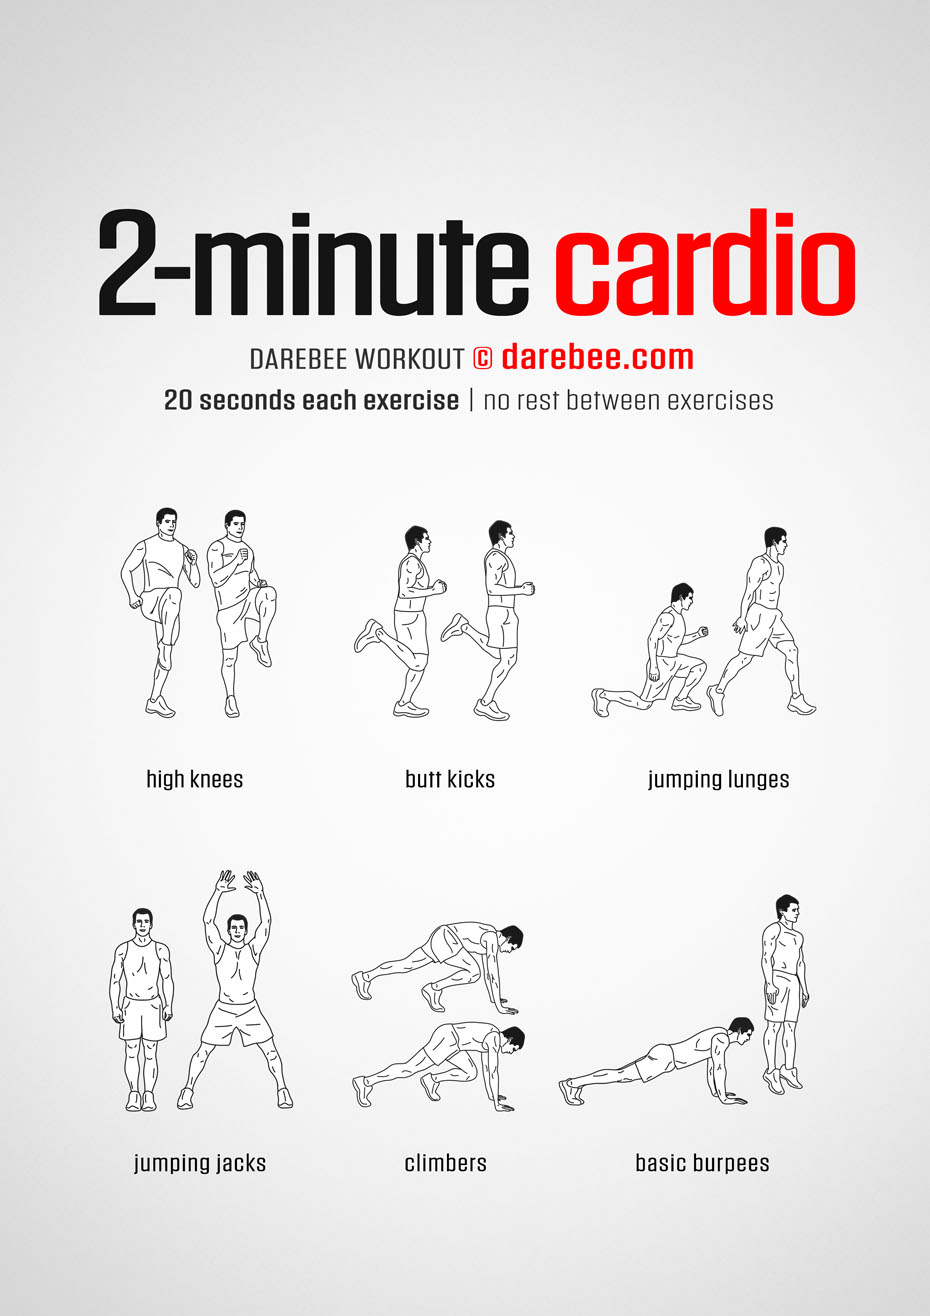 2-minute cardio
DAREBEE WORKOUT © darebee.com
20 seconds each exercise | no rest between exercises
high knees
butt kicks
jumping lunges
jumping jacks
climbers
basic burpees